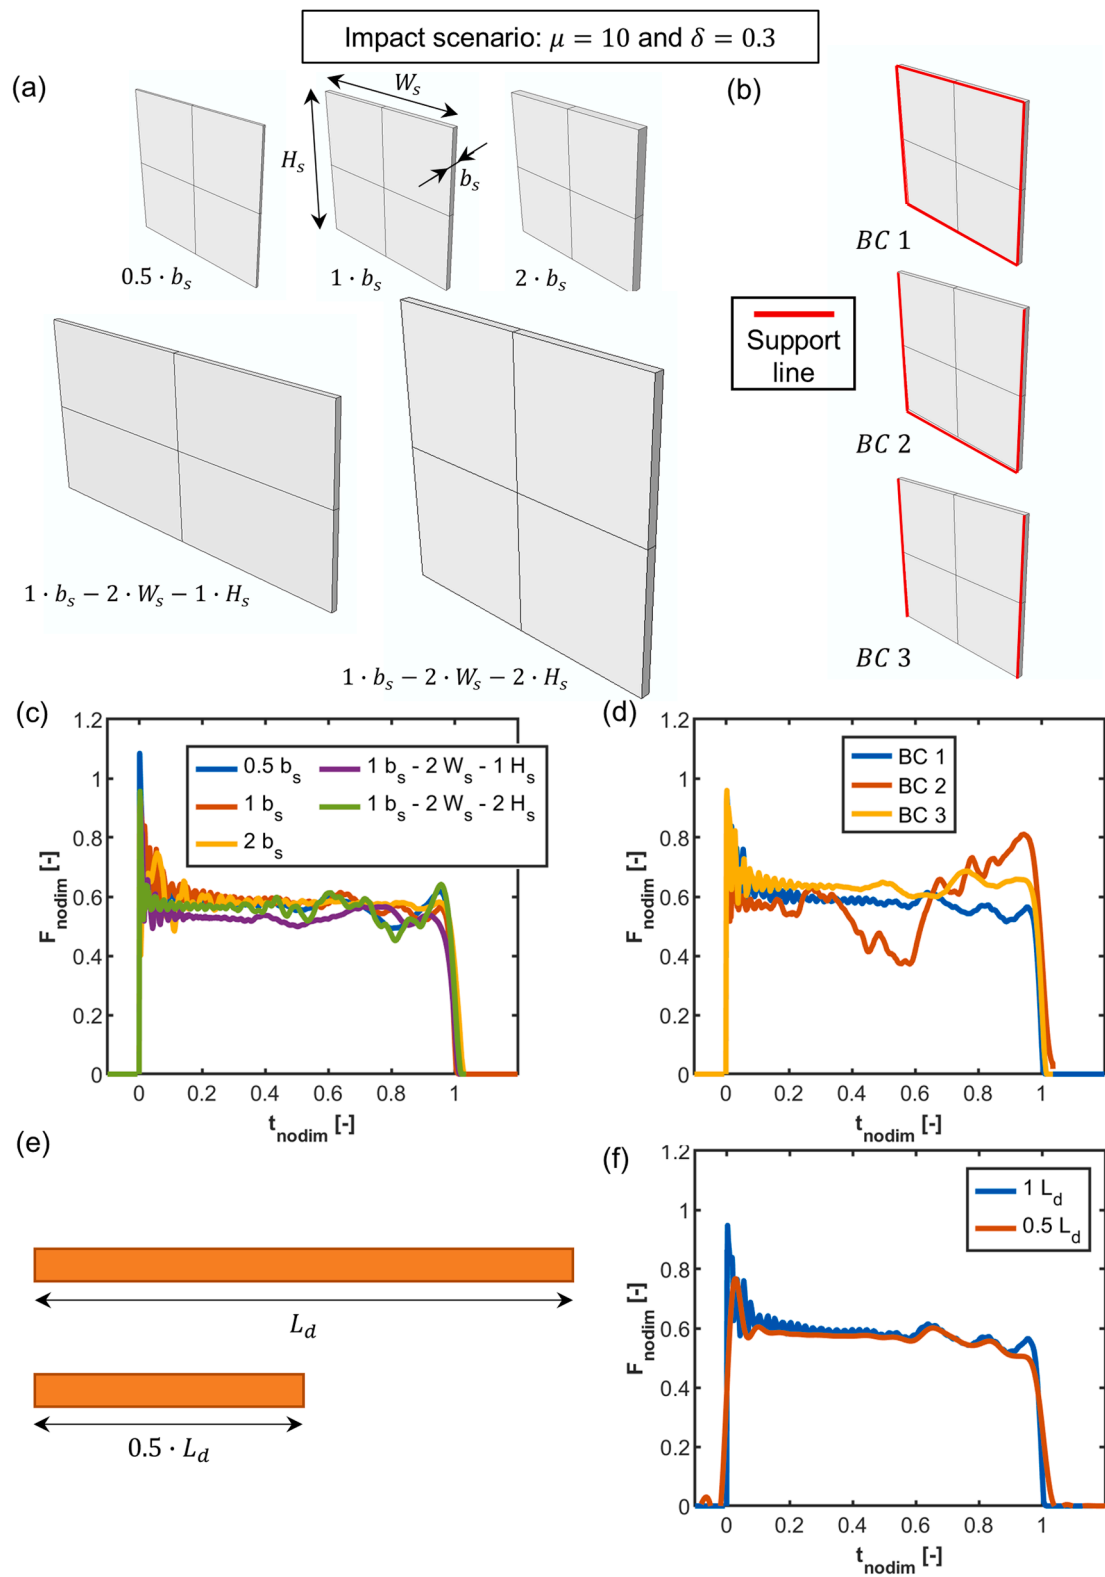 Impact scenario: μ = 10 and δ = 0.3
(a)
W_s
H_s
b_s
0.5 · b_s
1 · b_s
2 · b_s
1 · b_s − 2 · W_s − 1 · H_s
1 · b_s − 2 · W_s − 2 · H_s
(b)
BC 1
Support
line
BC 2
BC 3
(c)
1.2
1
0.8
0.6
0.4
0.2
0
F_nodim [-]
0.5 b_s
1 b_s
2 b_s
1 b_s - 2 W_s - 1 H_s
1 b_s - 2 W_s - 2 H_s
0 0.2 0.4 0.6 0.8 1
t_nodim [-]
(d)
1.2
1
0.8
0.6
0.4
0.2
0
F_nodim [-]
BC 1
BC 2
BC 3
0 0.2 0.4 0.6 0.8 1
t_nodim [-]
(e)
L_d
0.5 · L_d
(f)
1.2
1
0.8
0.6
0.4
0.2
0
F_nodim [-]
1 L_d
0.5 L_d
0 0.2 0.4 0.6 0.8 1
t_nodim [-]